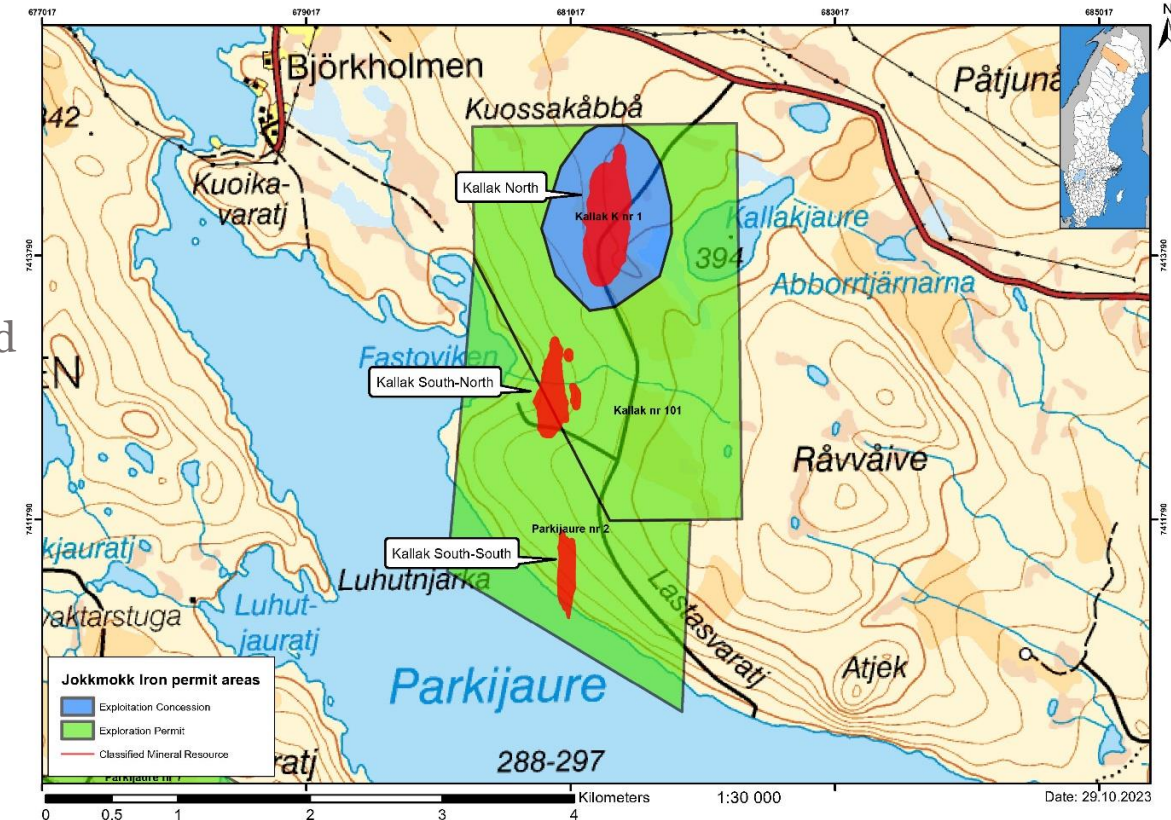 677017
679017
681017
683017
685017
N
Björkholmen
Kuossakåbbå
Påtjunå
342
Kallak North
Kuoika-
varatj
Kallak K nr 1
Kallakjaure
394
7413790
7413790
Abborrtjärnarna
d
Fastoviken
EN
Kallak South-North
Kallak nr 101
Råvvåive
7411790
7411790
Parkijaure nr 2
kjauratj
Kallak South-South
Luhutnjarka
Lastasvaratj
vaktarstuga
Luhut-
jauratj
Atjek
Parkijaure
Jokkmokk Iron permit areas
Exploitation Concession
Exploration Permit
Classified Mineral Resource
ratj
288-297
Parkijaure nr 7
Kilometers
1:30 000
Date: 29.10.2023
0 0,5 1 2 3 4